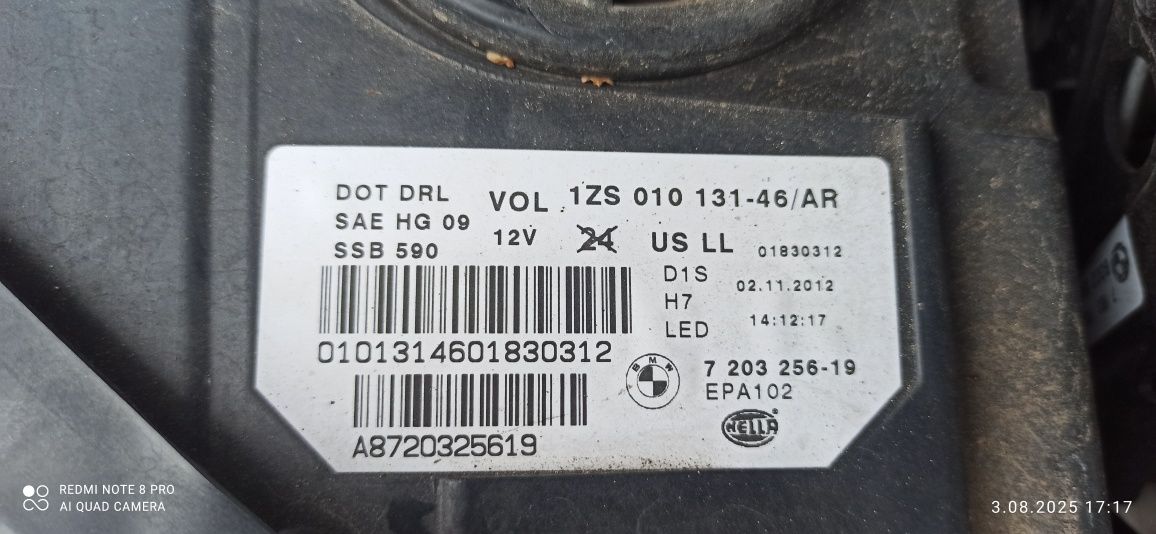 DOT DRL
SAE HG 09
SSB 590
VOL 1ZS 010 131-46/AR
12V 24 US LL 01830312
D1S 02.11.2012
H7
LED 14:12:17
0101314601830312
BMW 7 203 256-19
EPA102
A8720325619
HELLA
REDMI NOTE 8 PRO
AI QUAD CAMERA
3.08.2025 17:17